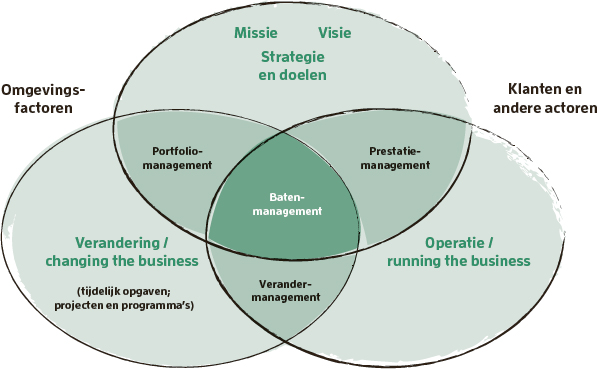 Missie Visie
Strategie
en doelen
Omgevings-
factoren
Klanten en
andere actoren
Portfolio-
management
Prestatie-
management
Baten-
management
Verandering /
changing the business
(tijdelijk opgaven;
projecten en programma's)
Operatie /
running the business
Verander-
management